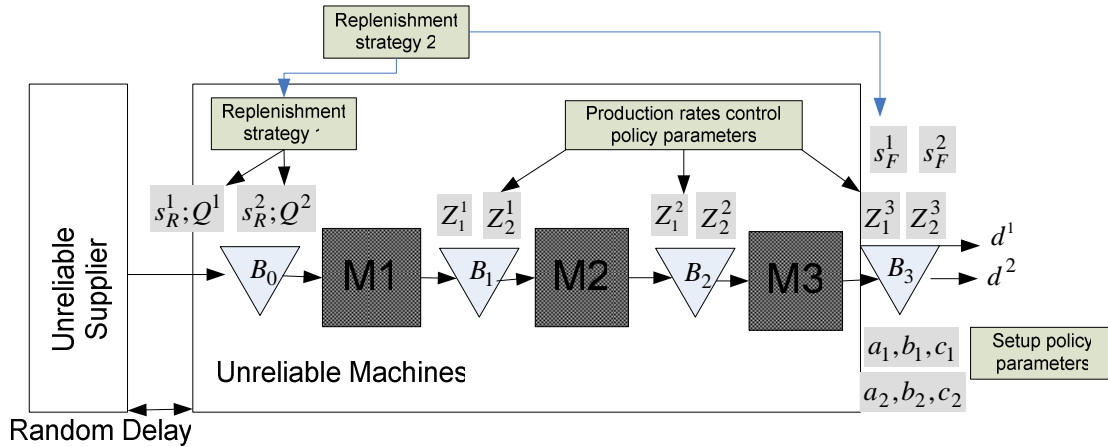 Replenishment
strategy 2
Replenishment
strategy
Production rates control
policy parameters
s_F^1 s_F^2
s_R^1;Q^1 s_R^2;Q^2
Z_1^1 Z_2^1
Z_1^2 Z_2^2
Z_1^3 Z_2^3
Unreliable
Supplier
B_0
M1
B_1
M2
B_2
M3
B_3
d^1
d^2
Unreliable Machines
a_1,b_1,c_1
a_2,b_2,c_2
Setup policy
parameters
Random Delay